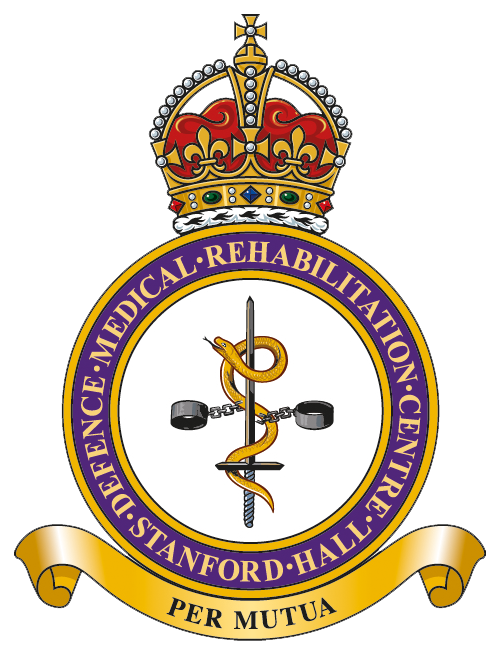 DEFENCE·MEDICAL·REHABILITATION·CENTRE·
STANFORD·HALL·
PER MUTUA